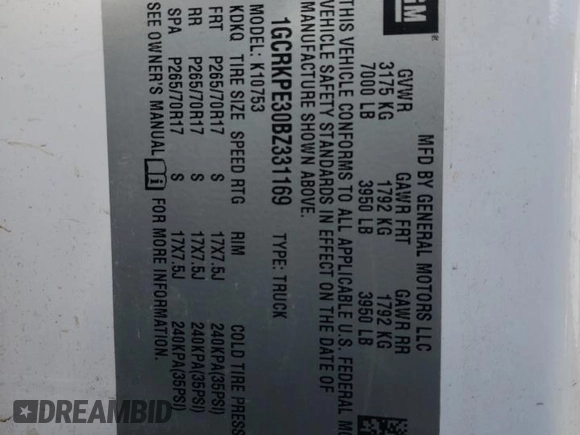 GM
MFD BY GENERAL MOTORS LLC
GVWR GAWR FRT GAWR RR
3175 KG 1792 KG 1792 KG
7000 LB 3950 LB 3950 LB
THIS VEHICLE CONFORMS TO ALL APPLICABLE U.S. FEDERAL
VEHICLE SAFETY STANDARDS IN EFFECT ON THE DATE OF
MANUFACTURE SHOWN ABOVE.
1GCRKPE30BZ331169 TYPE: TRUCK
MODEL: K10753
KDKQ TIRE SIZE SPEED RTG RIM COLD TIRE PRESS
FRT P265/70R17 S 17X7.5J 240KPA(35PSI)
RR P265/70R17 S 17X7.5J 240KPA(35PSI)
SPA P265/70R17 S 17X7.5J 240KPA(35PSI)
SEE OWNER'S MANUAL FOR MORE INFORMATION.
DREAMBID